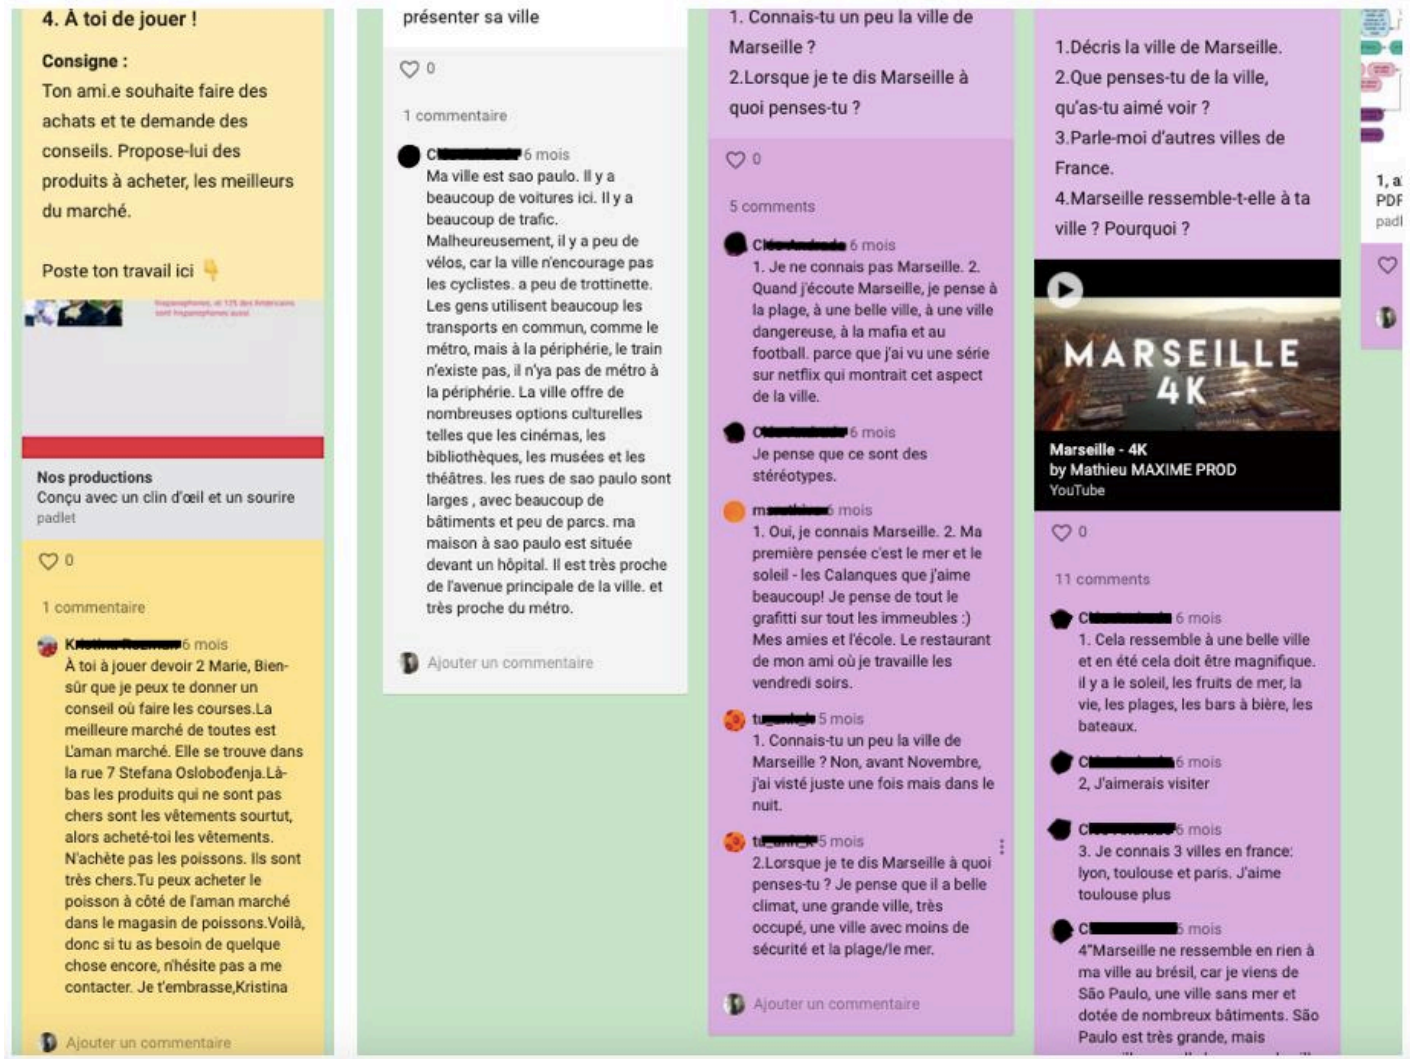 4. À toi de jouer !
Consigne :
Ton ami.e souhaite faire des
achats et te demande des
conseils. Propose-lui des
produits à acheter, les meilleurs
du marché.
Poste ton travail ici 👇
hispanophones, et 12% des Américains
sont hispanophones aussi.
Nos productions
Conçu avec un clin d'œil et un sourire
padlet
0
1 commentaire
6 mois
À toi à jouer devoir 2 Marie, Bien-
sûr que je peux te donner un
conseil où faire les courses.La
meilleure marché de toutes est
L'aman marché. Elle se trouve dans
la rue 7 Stefana Oslobođenja.Là-
bas les produits qui ne sont pas
chers sont les vêtements sourtut,
alors acheté-toi les vêtements.
N'achète pas les poissons. Ils sont
très chers.Tu peux acheter le
poisson à côté de l'aman marché
dans le magasin de poissons.Voilà,
donc si tu as besoin de quelque
chose encore, n'hésite pas a me
contacter. Je t'embrasse,Kristina
Ajouter un commentaire
présenter sa ville
0
1 commentaire
6 mois
Ma ville est sao paulo. Il y a
beaucoup de voitures ici. Il y a
beaucoup de trafic.
Malheureusement, il y a peu de
vélos, car la ville n'encourage pas
les cyclistes. a peu de trottinette.
Les gens utilisent beaucoup les
transports en commun, comme le
métro, mais à la périphérie, le train
n'existe pas, il n'ya pas de métro à
la périphérie. La ville offre de
nombreuses options culturelles
telles que les cinémas, les
bibliothèques, les musées et les
théâtres. les rues de sao paulo sont
larges , avec beaucoup de
bâtiments et peu de parcs. ma
maison à sao paulo est située
devant un hôpital. Il est très proche
de l'avenue principale de la ville. et
très proche du métro.
Ajouter un commentaire
1. Connais-tu un peu la ville de
Marseille ?
2.Lorsque je te dis Marseille à
quoi penses-tu ?
0
5 comments
6 mois
1. Je ne connais pas Marseille. 2.
Quand j'écoute Marseille, je pense à
la plage, à une belle ville, à une ville
dangereuse, à la mafia et au
football. parce que j'ai vu une série
sur netflix qui montrait cet aspect
de la ville.
6 mois
Je pense que ce sont des
stéréotypes.
6 mois
1. Oui, je connais Marseille. 2. Ma
première pensée c'est le mer et le
soleil - les Calanques que j'aime
beaucoup! Je pense de tout le
grafitti sur tout les immeubles :)
Mes amies et l'école. Le restaurant
de mon ami où je travaille les
vendredi soirs.
5 mois
1. Connais-tu un peu la ville de
Marseille ? Non, avant Novembre,
j'ai visté juste une fois mais dans le
nuit.
5 mois
2.Lorsque je te dis Marseille à quoi
penses-tu ? Je pense que il a belle
climat, une grande ville, très
occupé, une ville avec moins de
sécurité et la plage/le mer.
Ajouter un commentaire
1.Décris la ville de Marseille.
2.Que penses-tu de la ville,
qu'as-tu aimé voir ?
3.Parle-moi d'autres villes de
France.
4.Marseille ressemble-t-elle à ta
ville ? Pourquoi ?
MARSEILLE
4K
Marseille - 4K
by Mathieu MAXIME PROD
YouTube
0
11 comments
6 mois
1. Cela ressemble à une belle ville
et en été cela doit être magnifique.
il y a le soleil, les fruits de mer, la
vie, les plages, les bars à bière, les
bateaux.
6 mois
2, J'aimerais visiter
6 mois
3. Je connais 3 villes en france:
lyon, toulouse et paris. J'aime
toulouse plus
6 mois
4"Marseille ne ressemble en rien à
ma ville au brésil, car je viens de
São Paulo, une ville sans mer et
dotée de nombreux bâtiments. São
Paulo est très grande, mais
1, a
PDF
padl